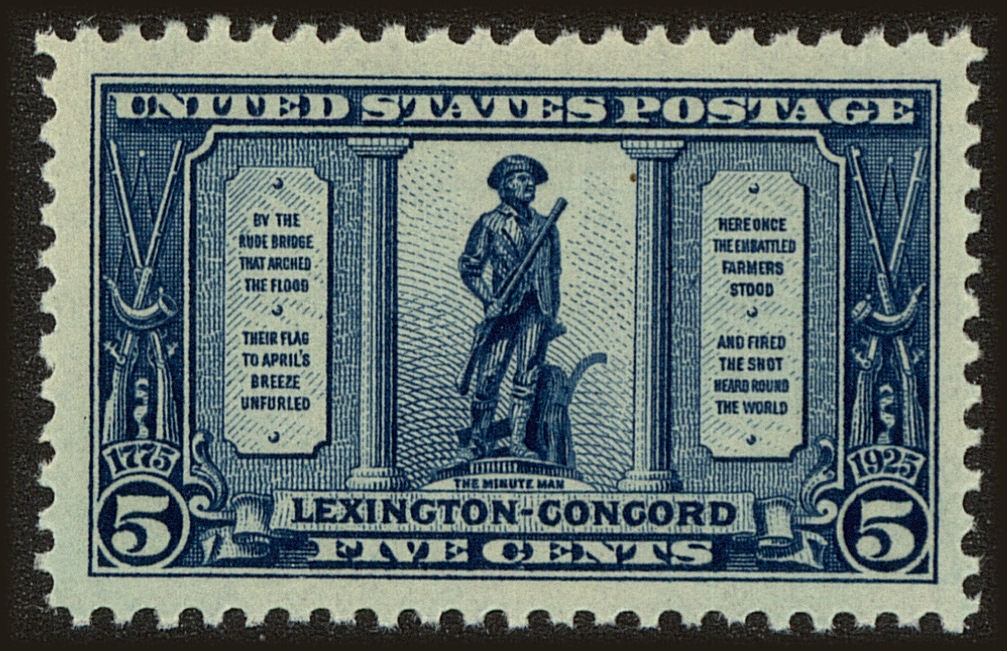 UNITED STATES POSTAGE
BY THE
RUDE BRIDGE
THAT ARCHED
THE FLOOD
THEIR FLAG
TO APRIL'S
BREEZE
UNFURLED
HERE ONCE
THE EMBATTLED
FARMERS
STOOD
AND FIRED
THE SHOT
HEARD ROUND
THE WORLD
1775
1925
THE MINUTE MAN
5
LEXINGTON-CONCORD
5
FIVE CENTS